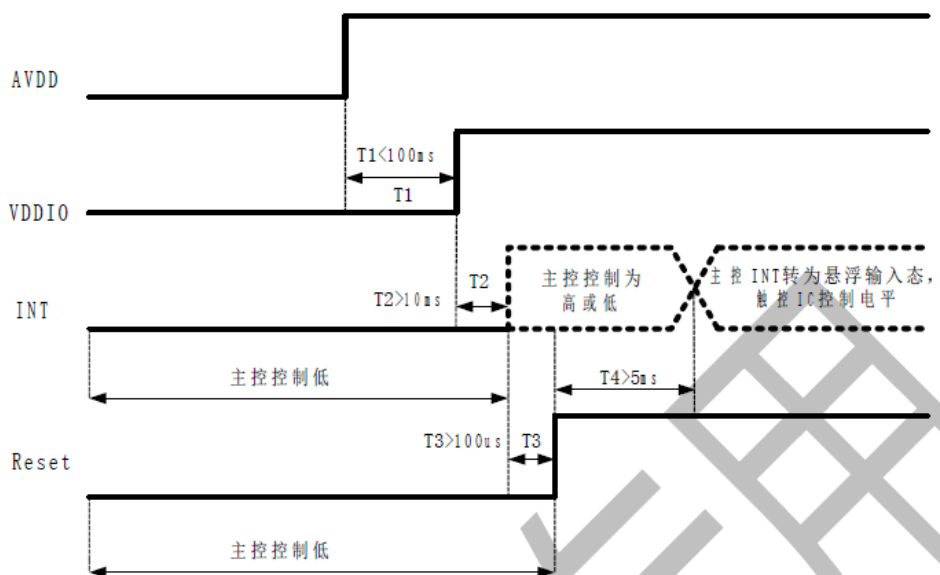 AVDD
T1<100ms
T1
VDDIO
T2
T2>10ms
主控控制为
高或低
主控INT转为悬浮输入态，
触控IC控制电平
INT
主控控制低
T4>5ms
T3>100us
T3
Reset
主控控制低